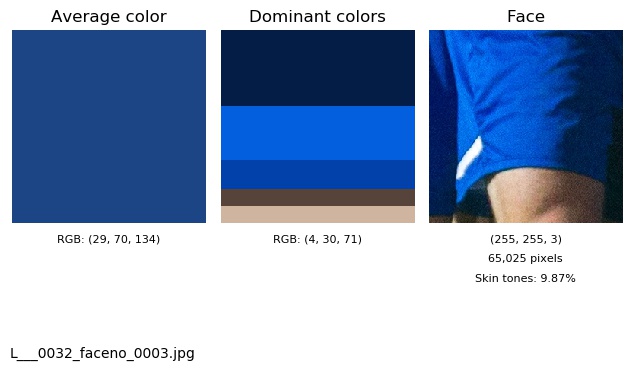 Average color
Dominant colors
Face
RGB: (29, 70, 134)
RGB: (4, 30, 71)
(255, 255, 3)
65,025 pixels
Skin tones: 9.87%
L___0032_faceno_0003.jpg